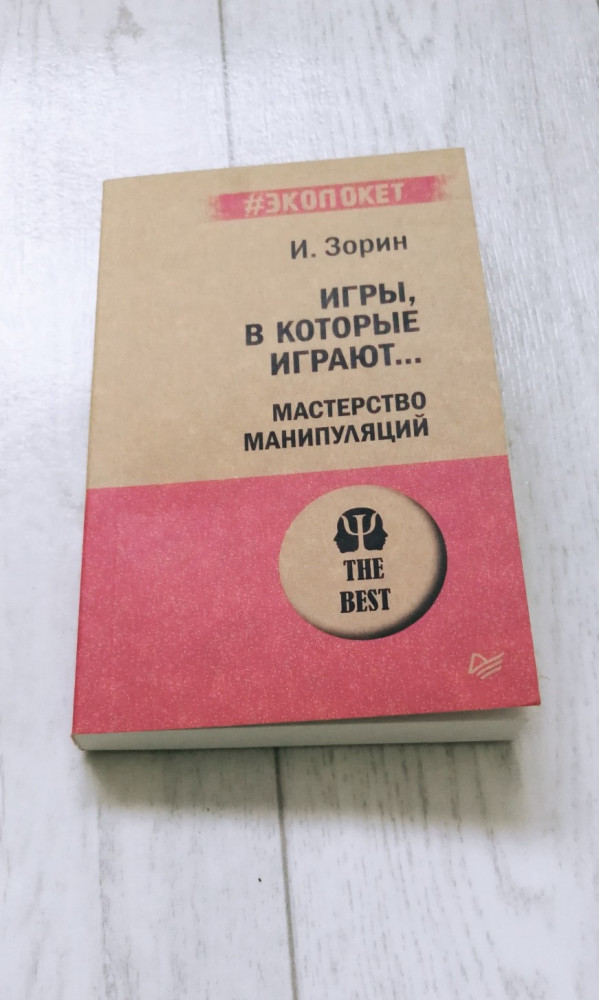 #ЭКОПОКЕТ
И. Зорин
ИГРЫ,
В КОТОРЫЕ
ИГРАЮТ...
МАСТЕРСТВО
МАНИПУЛЯЦИЙ
Ψ
THE
BEST